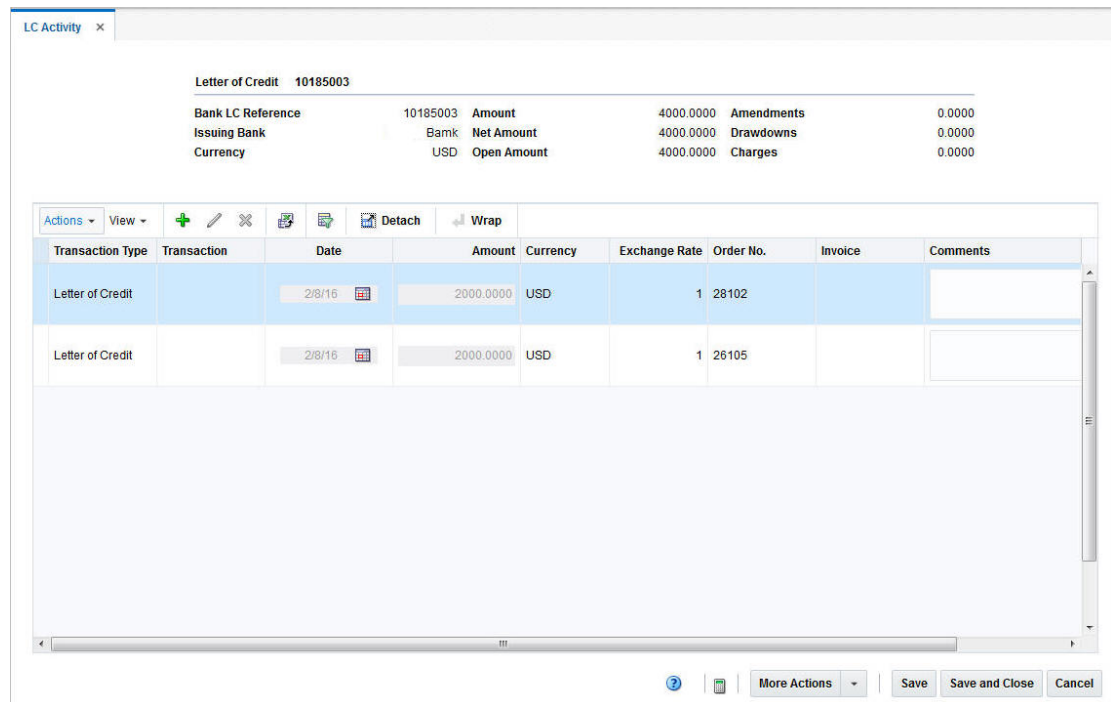 LC Activity ×
Letter of Credit 10185003
Bank LC Reference 10185003 Amount 4000.0000 Amendments 0.0000
Issuing Bank Bamk Net Amount 4000.0000 Drawdowns 0.0000
Currency USD Open Amount 4000.0000 Charges 0.0000
Actions View Detach Wrap
Transaction Type Transaction Date Amount Currency Exchange Rate Order No. Invoice Comments
Letter of Credit 2/8/16 2000.0000 USD 1 28102
Letter of Credit 2/8/16 2000.0000 USD 1 26105
? More Actions Save Save and Close Cancel